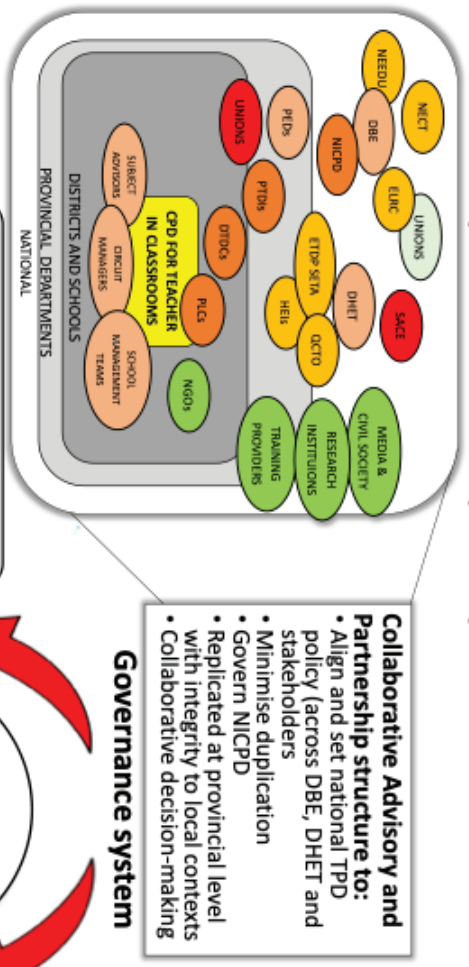 NECT
NEEDU
DBE
ELRC
UNIONS
NICPD
SACE
DHET
MEDIA &
CIVIL SOCIETY
RESEARCH
INSTITUIONS
TRAINING
PROVIDERS
PEDs
PTDIs
ETDP SETA
QCTO
HEIs
UNIONS
DTDCs
PLCs
NGOs
CPD FOR TEACHER
IN CLASSROOMS
SUBJECT
ADVISORS
CIRCUIT
MANAGERS
SCHOOL
MANAGEMENT
TEAMS
DISTRICTS AND SCHOOLS
PROVINCIAL DEPARTMENTS
NATIONAL
Collaborative Advisory and
Partnership structure to:
• Align and set national TPD
policy (across DBE, DHET and
stakeholders
• Minimise duplication
• Govern NICPD
• Replicated at provincial level
with integrity to local contexts
• Collaborative decision-making
Governance system